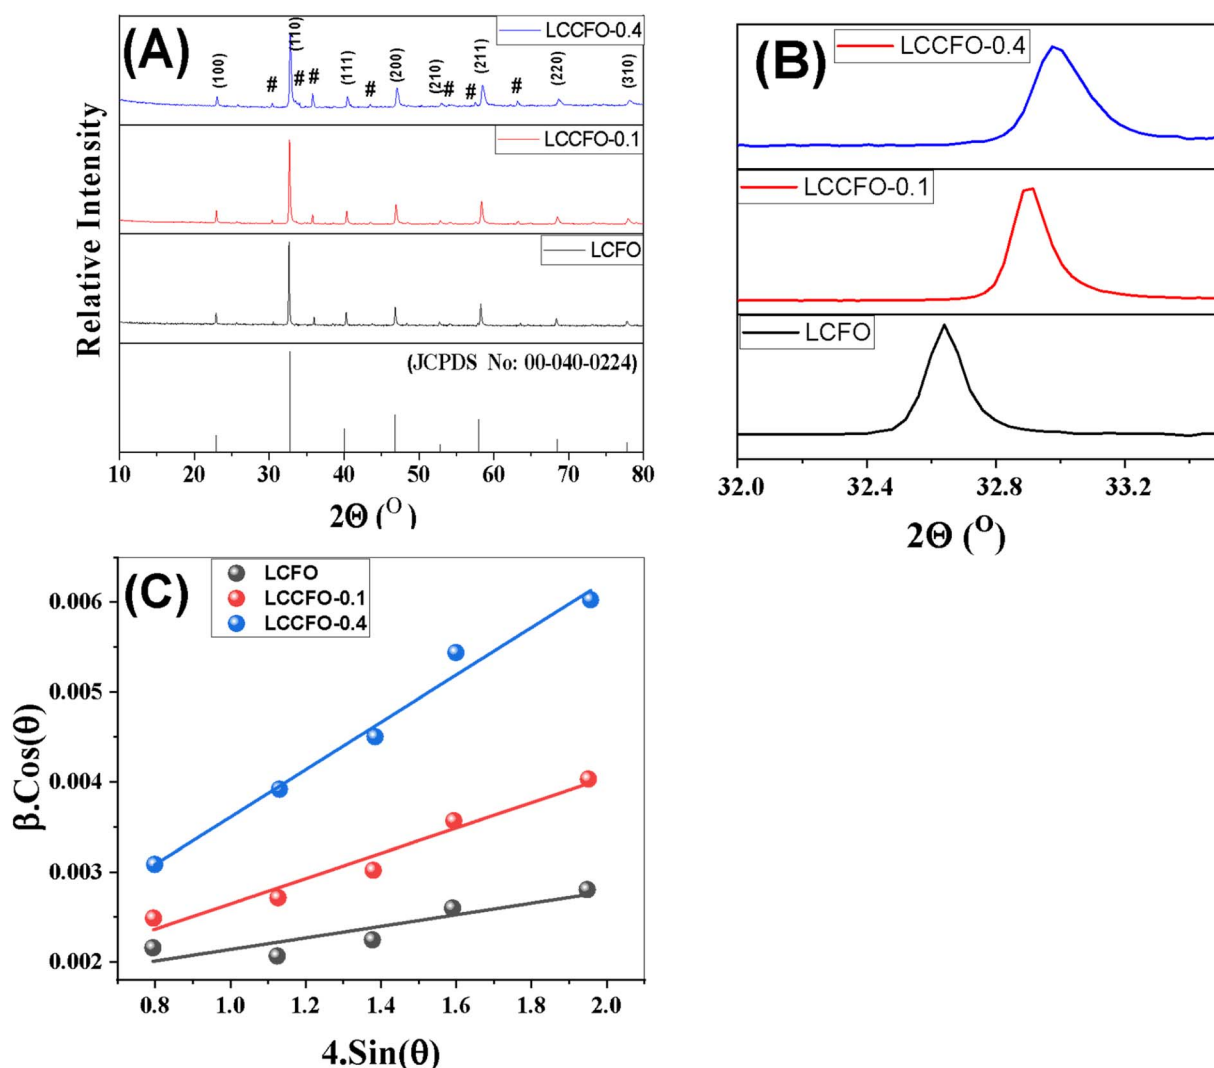 (A)
LCCFO-0.4
(100)
#
(110)
# #
(111)
#
(200)
(210)
#
#
(211)
#
(220)
(310)
LCCFO-0.1
LCFO
(JCPDS No: 00-040-0224)
Relative Intensity
10 20 30 40 50 60 70 80
2Θ (O)
(B)
LCCFO-0.4
LCCFO-0.1
LCFO
32.0 32.4 32.8 33.2
2Θ (O)
(C)
LCFO
LCCFO-0.1
LCCFO-0.4
0.006
0.005
0.004
0.003
0.002
β.Cos(θ)
0.8 1.0 1.2 1.4 1.6 1.8 2.0
4.Sin(θ)